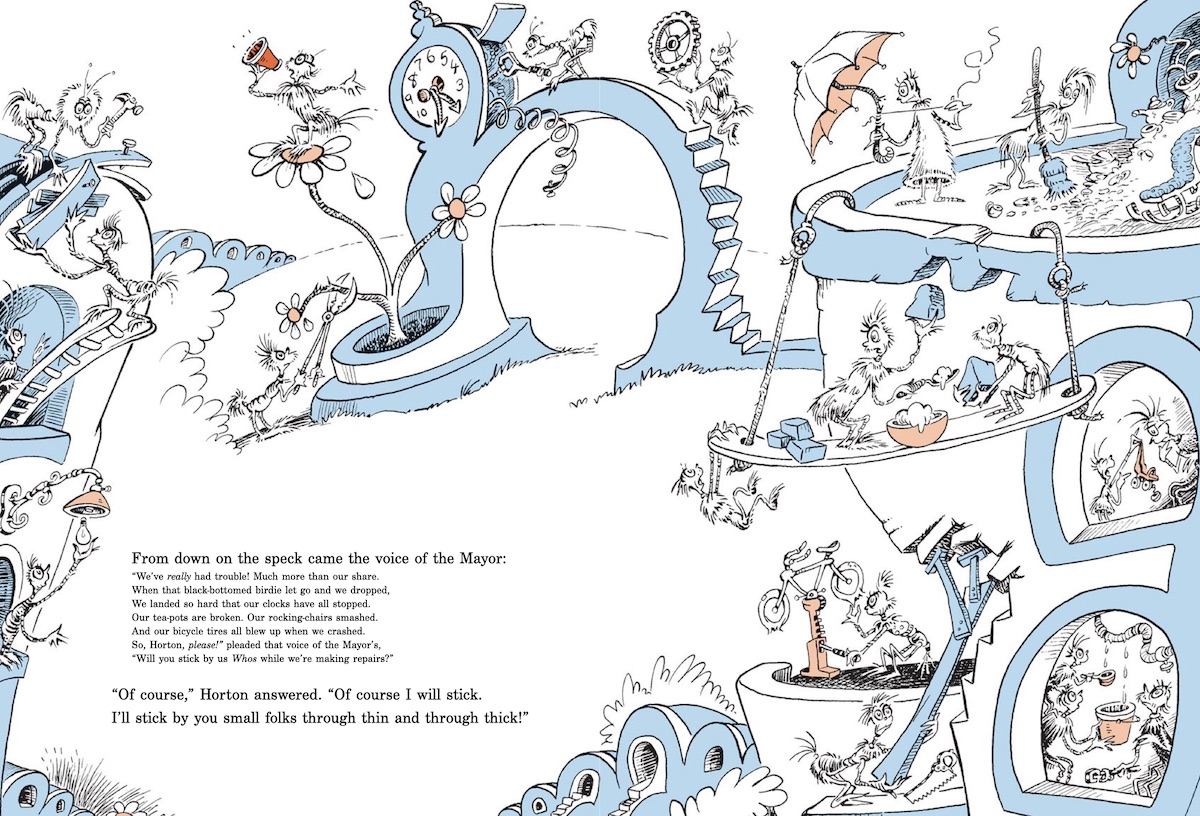 7 6 5 4
From down on the speck came the voice of the Mayor:
“We’ve really had trouble! Much more than our share.
When that black-bottomed birdie let go and we dropped,
We landed so hard that our clocks have all stopped.
Our tea-pots are broken. Our rocking-chairs smashed.
And our bicycle tires all blew up when we crashed.
So, Horton, please!” pleaded that voice of the Mayor’s,
“Will you stick by us Whos while we’re making repairs?”
“Of course,” Horton answered. “Of course I will stick.
I’ll stick by you small folks through thin and through thick!”